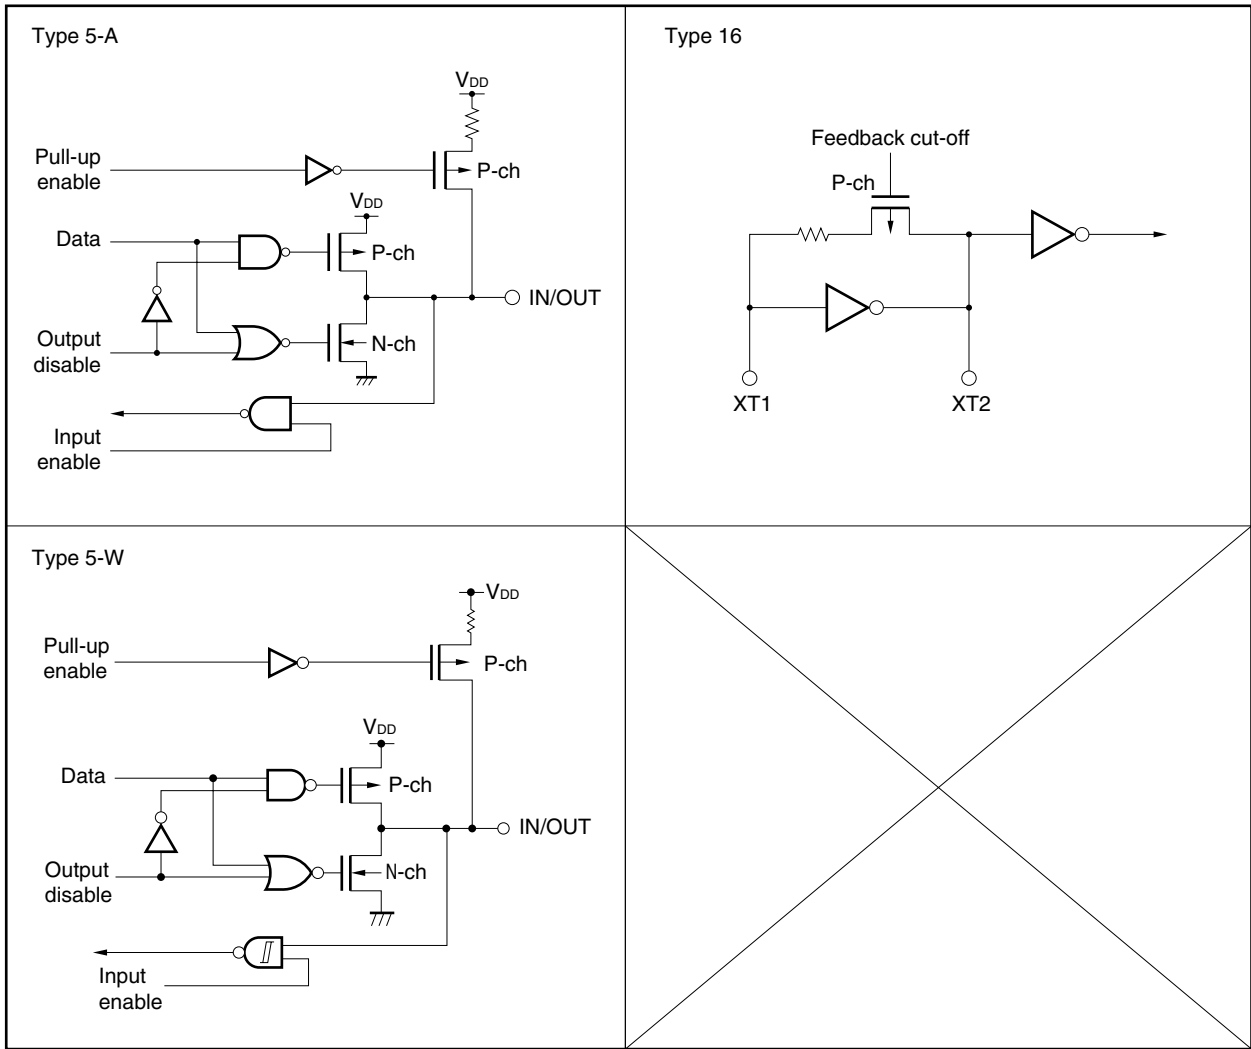 Type 5-A
VDD
Pull-up
enable
P-ch
VDD
Data
P-ch
IN/OUT
Output
disable
N-ch
Input
enable
Type 16
Feedback cut-off
P-ch
XT1
XT2
Type 5-W
VDD
Pull-up
enable
P-ch
VDD
Data
P-ch
IN/OUT
Output
disable
N-ch
Input
enable